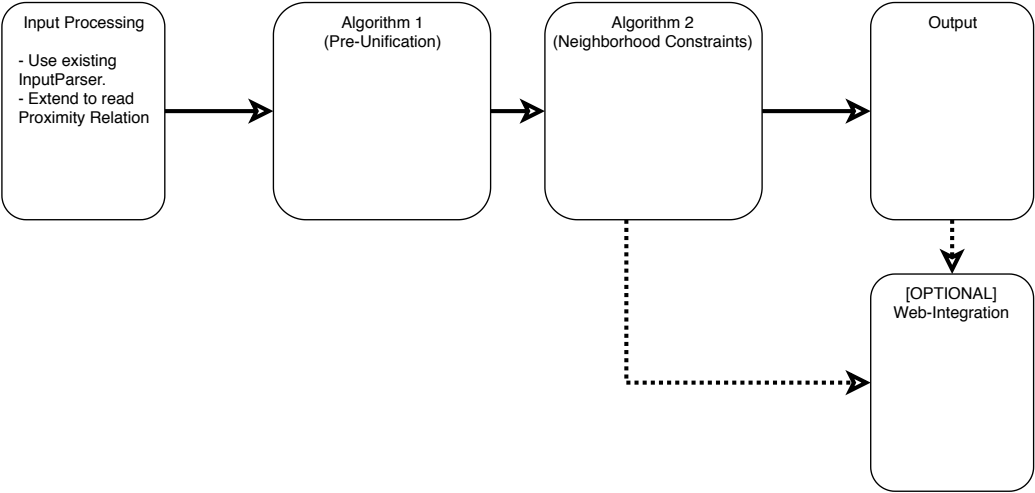 Input Processing
- Use existing
InputParser.
- Extend to read
Proximity Relation
Algorithm 1
(Pre-Unification)
Algorithm 2
(Neighborhood Constraints)
Output
[OPTIONAL]
Web-Integration